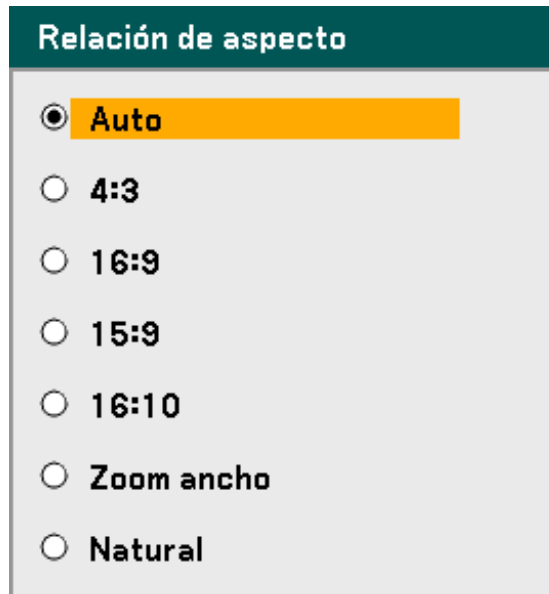 Relación de aspecto
Auto
4:3
16:9
15:9
16:10
Zoom ancho
Natural